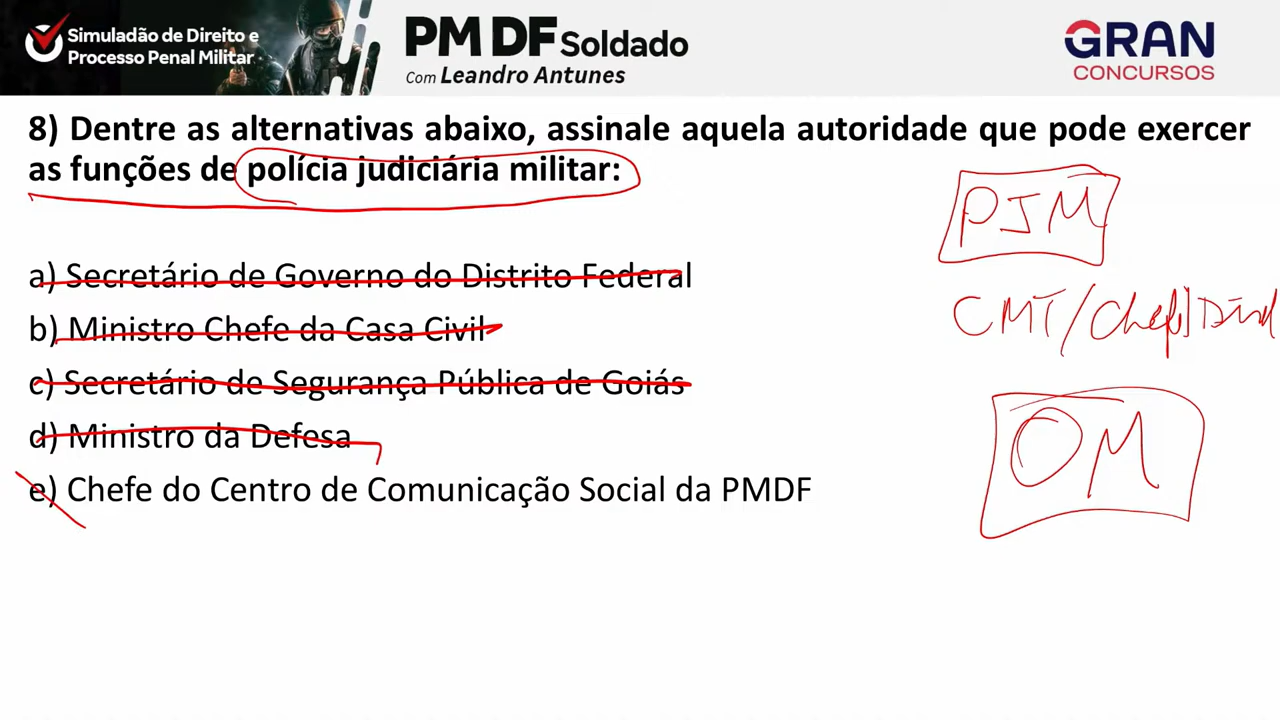 Simuladão de Direito e
Processo Penal Militar
PM DF Soldado
Com Leandro Antunes
GRAN
CONCURSOS
8) Dentre as alternativas abaixo, assinale aquela autoridade que pode exercer
as funções de polícia judiciária militar:
PJM
a) Secretário de Governo do Distrito Federal
b) Ministro Chefe da Casa Civil
CMT/Chefe/
c) Secretário de Segurança Pública de Goiás
d) Ministro da Defesa
OM
e) Chefe do Centro de Comunicação Social da PMDF